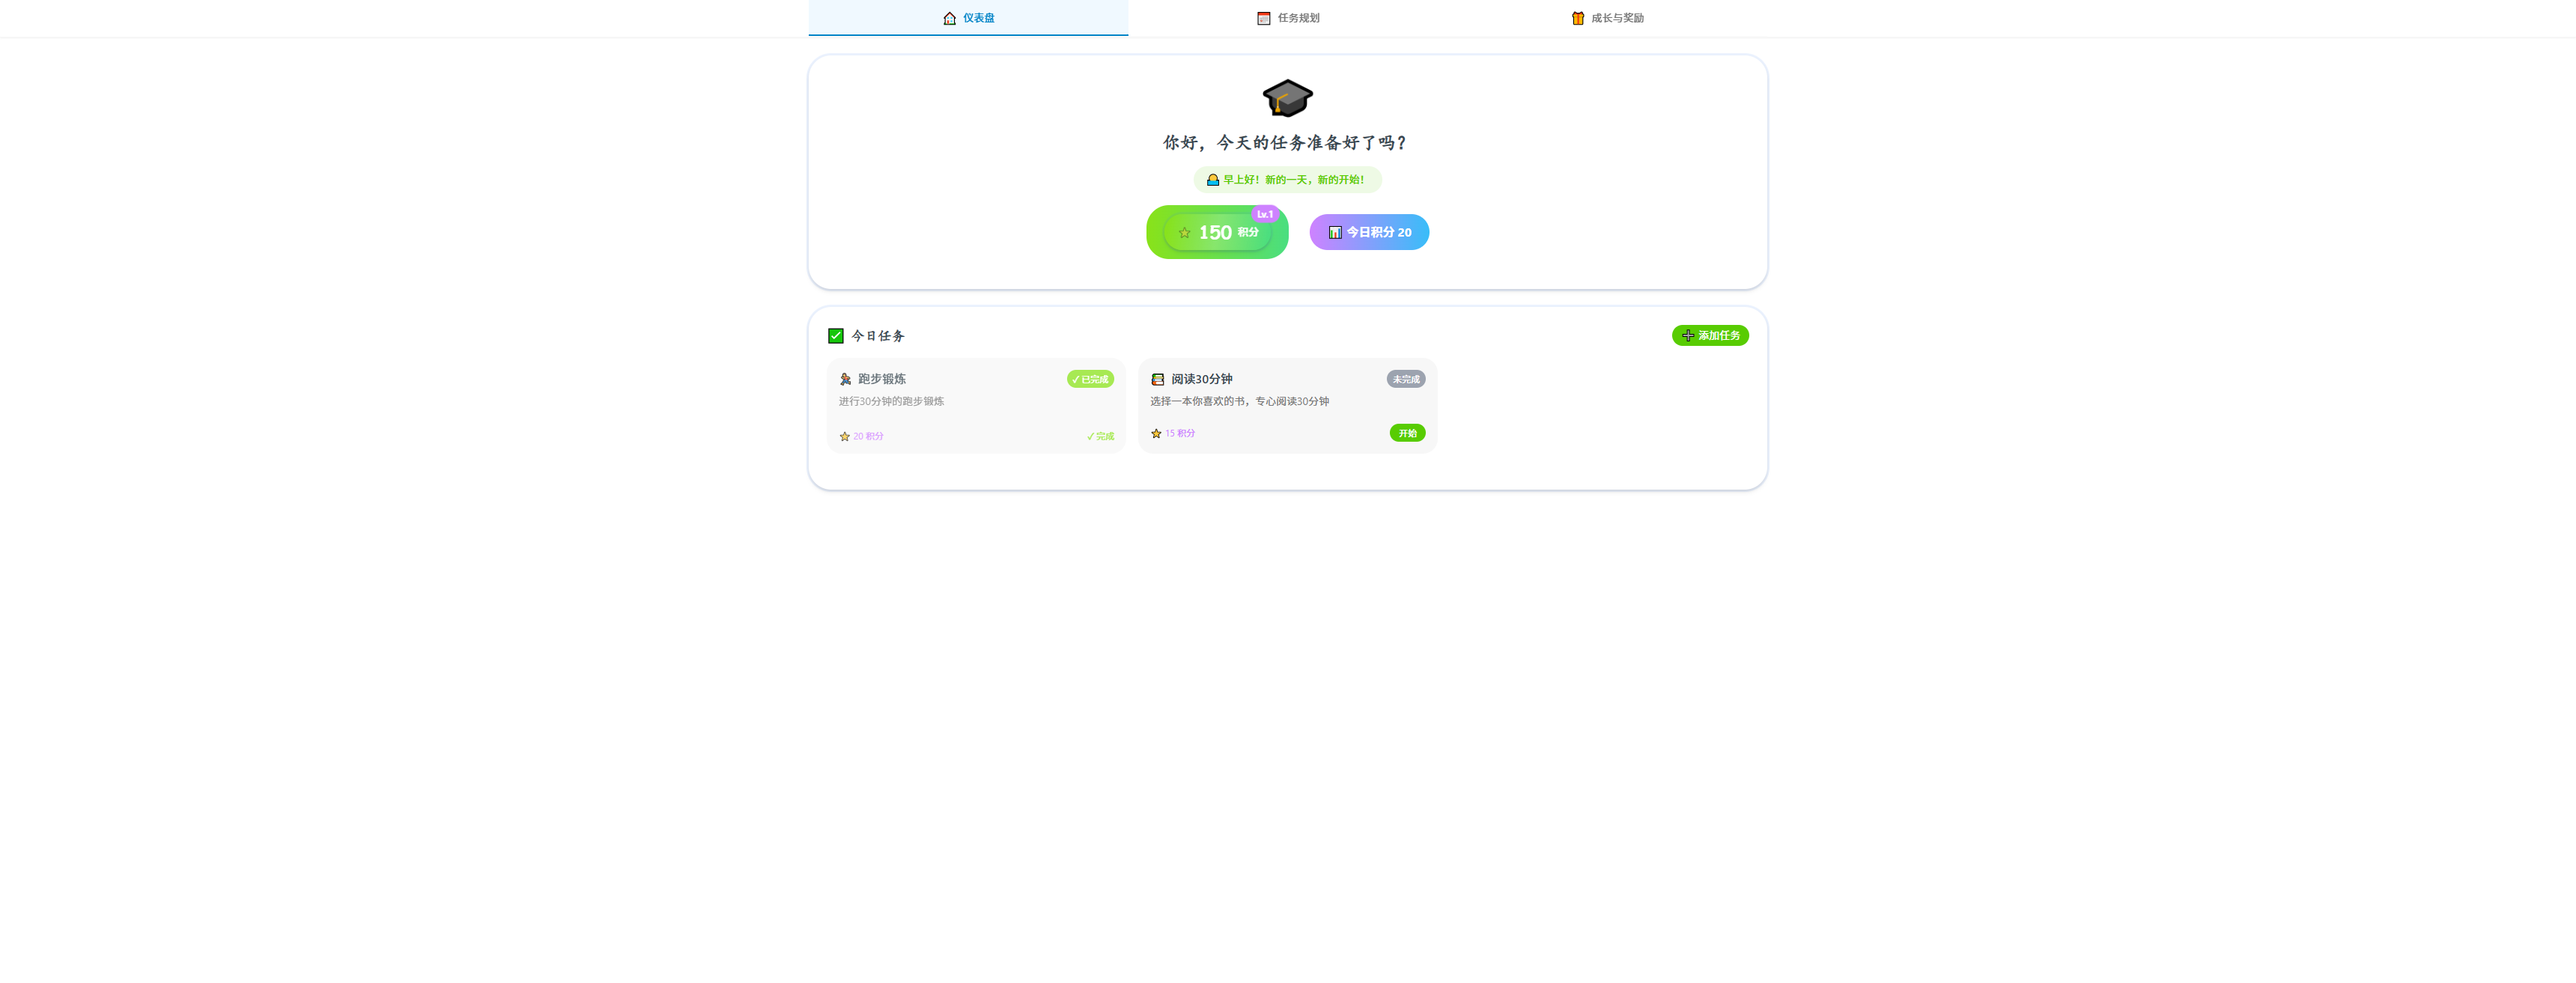 仪表盘
任务规划
成长与奖励
你好，今天的任务准备好了吗？
早上好！新的一天，新的开始！
Lv.1
150 积分
今日积分 20
今日任务
添加任务
跑步锻炼
✓ 已完成
进行30分钟的跑步锻炼
20 积分
✓ 完成
阅读30分钟
未完成
选择一本你喜欢的书，专心阅读30分钟
15 积分
开始